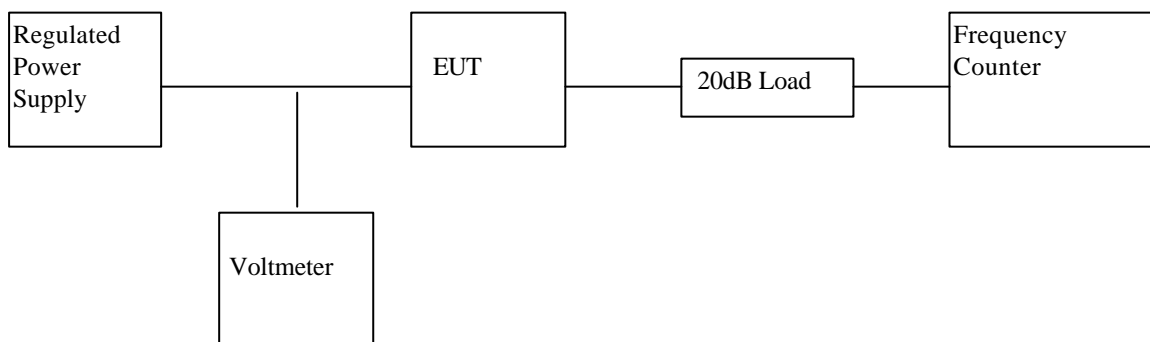 Regulated
Power
Supply
EUT
20dB Load
Frequency
Counter
Voltmeter